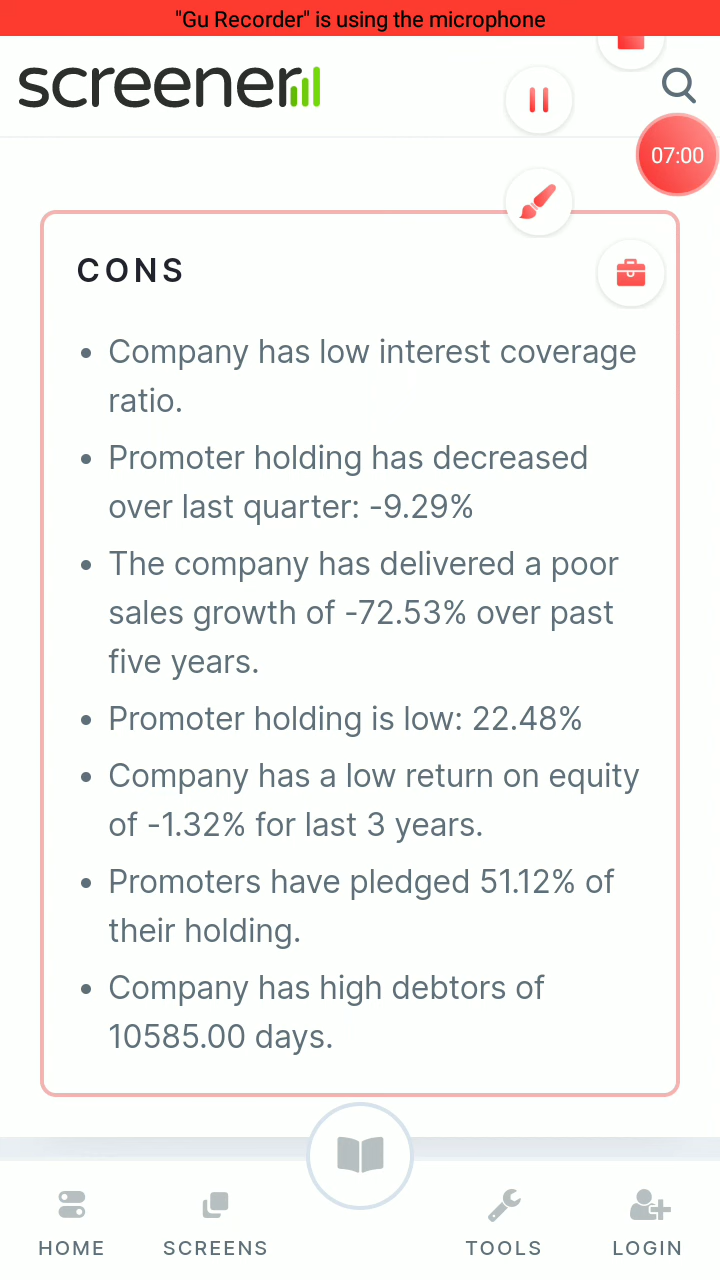 "Gu Recorder" is using the microphone
screener
07:00
CONS
• Company has low interest coverage
ratio.
• Promoter holding has decreased
over last quarter: -9.29%
• The company has delivered a poor
sales growth of -72.53% over past
five years.
• Promoter holding is low: 22.48%
• Company has a low return on equity
of -1.32% for last 3 years.
• Promoters have pledged 51.12% of
their holding.
• Company has high debtors of
10585.00 days.
HOME SCREENS TOOLS LOGIN